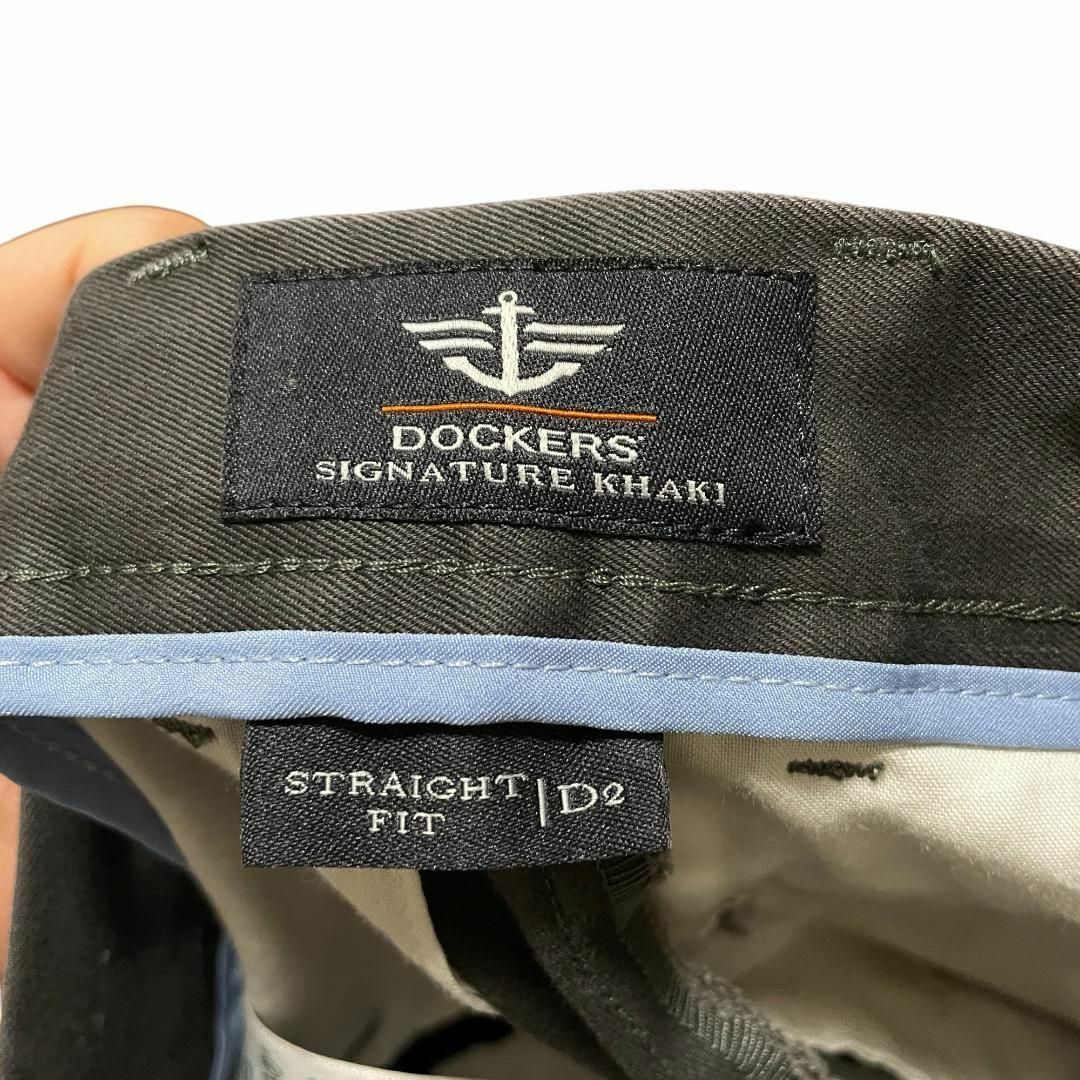 DOCKERS
SIGNATURE KHAKI
STRAIGHT | D2
FIT